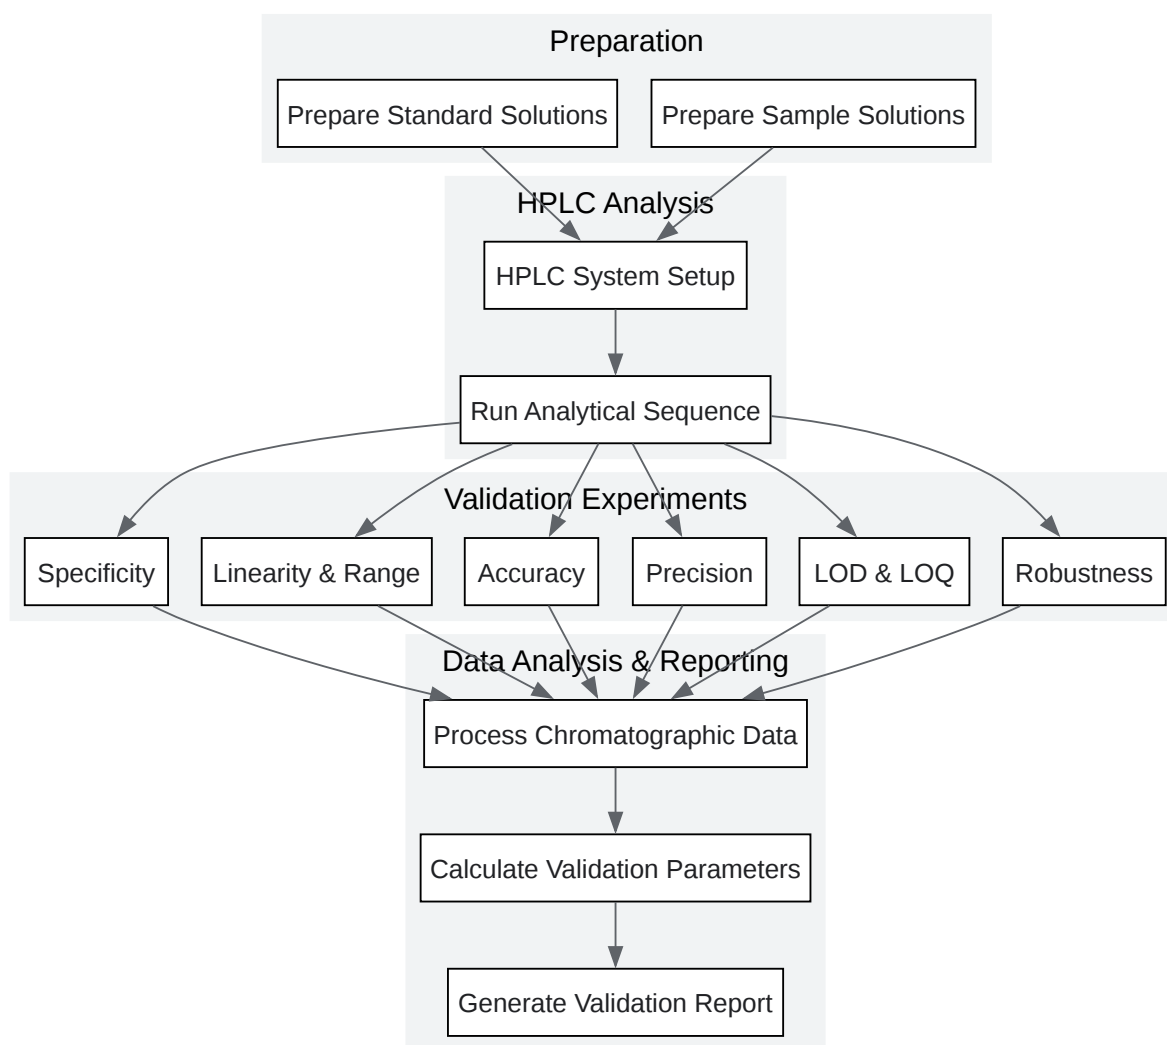 Preparation
Prepare Standard Solutions
Prepare Sample Solutions
HPLC Analysis
HPLC System Setup
Run Analytical Sequence
Validation Experiments
Specificity
Linearity & Range
Accuracy
Precision
LOD & LOQ
Robustness
Data Analysis & Reporting
Process Chromatographic Data
Calculate Validation Parameters
Generate Validation Report